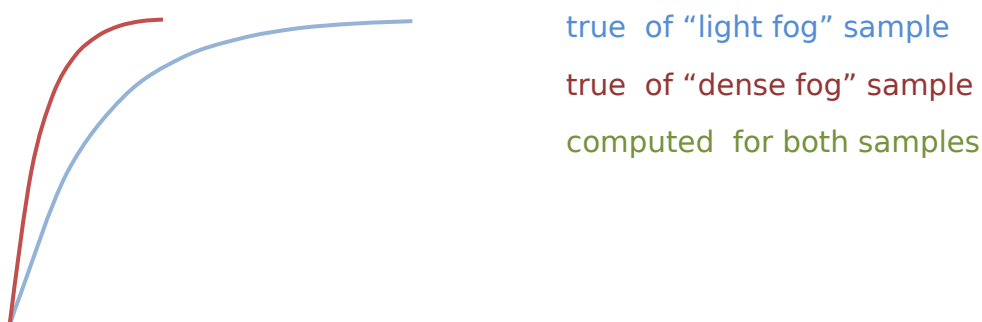 true  of “light fog” sample
true  of “dense fog” sample
computed  for both samples